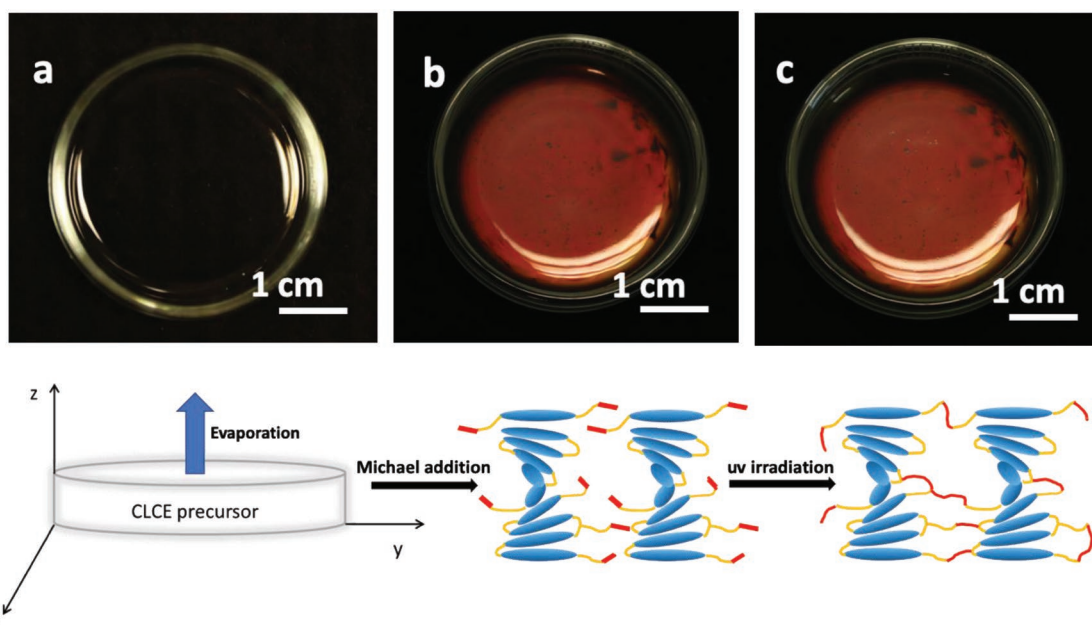 a
b
c
1 cm
1 cm
1 cm
z
Evaporation
CLCE precursor
y
Michael addition
uv irradiation